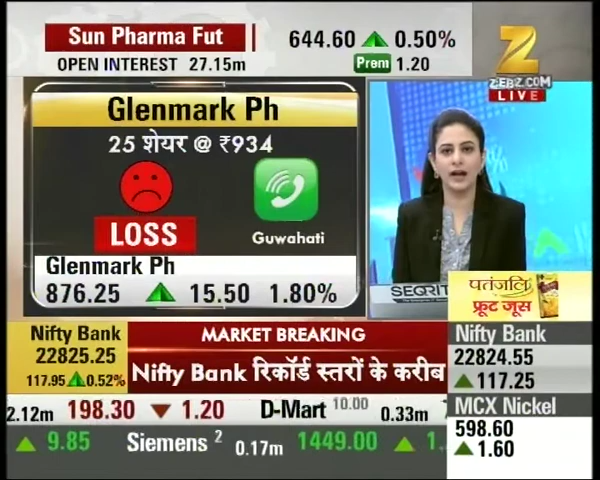 Sun Pharma Fut
644.60 0.50%
OPEN INTEREST 27.15m
Prem 1.20
ZEEBIZ.COM
LIVE
Glenmark Ph
25 शेयर @ ₹934
LOSS
Guwahati
Glenmark Ph
876.25 15.50 1.80%
पतंजलि
फ्रूट जूस
Nifty Bank
22825.25
117.95 0.52%
MARKET BREAKING
Nifty Bank रिकॉर्ड स्तरों के करीब
Nifty Bank
22824.55
117.25
MCX Nickel
598.60
1.60
2.12m 198.30 1.20 D-Mart 10.00 0.33m
9.85 Siemens 2 0.17m 1449.00